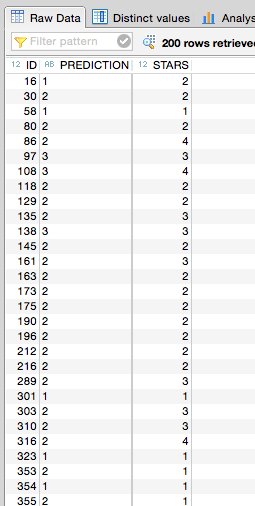 Raw Data Distinct values Analys
Filter pattern 200 rows retrieve
12 ID AB PREDICTION 12 STARS
16 1 2
30 2 2
58 1 1
80 2 2
86 2 4
97 3 3
108 3 4
118 2 2
129 2 2
135 2 3
138 3 3
145 2 2
161 2 3
163 2 2
173 2 2
175 2 2
190 2 2
196 2 2
212 2 2
216 2 2
289 2 3
301 1 1
303 2 3
310 2 3
316 2 4
323 1 1
353 2 1
354 1 1
355 2 1